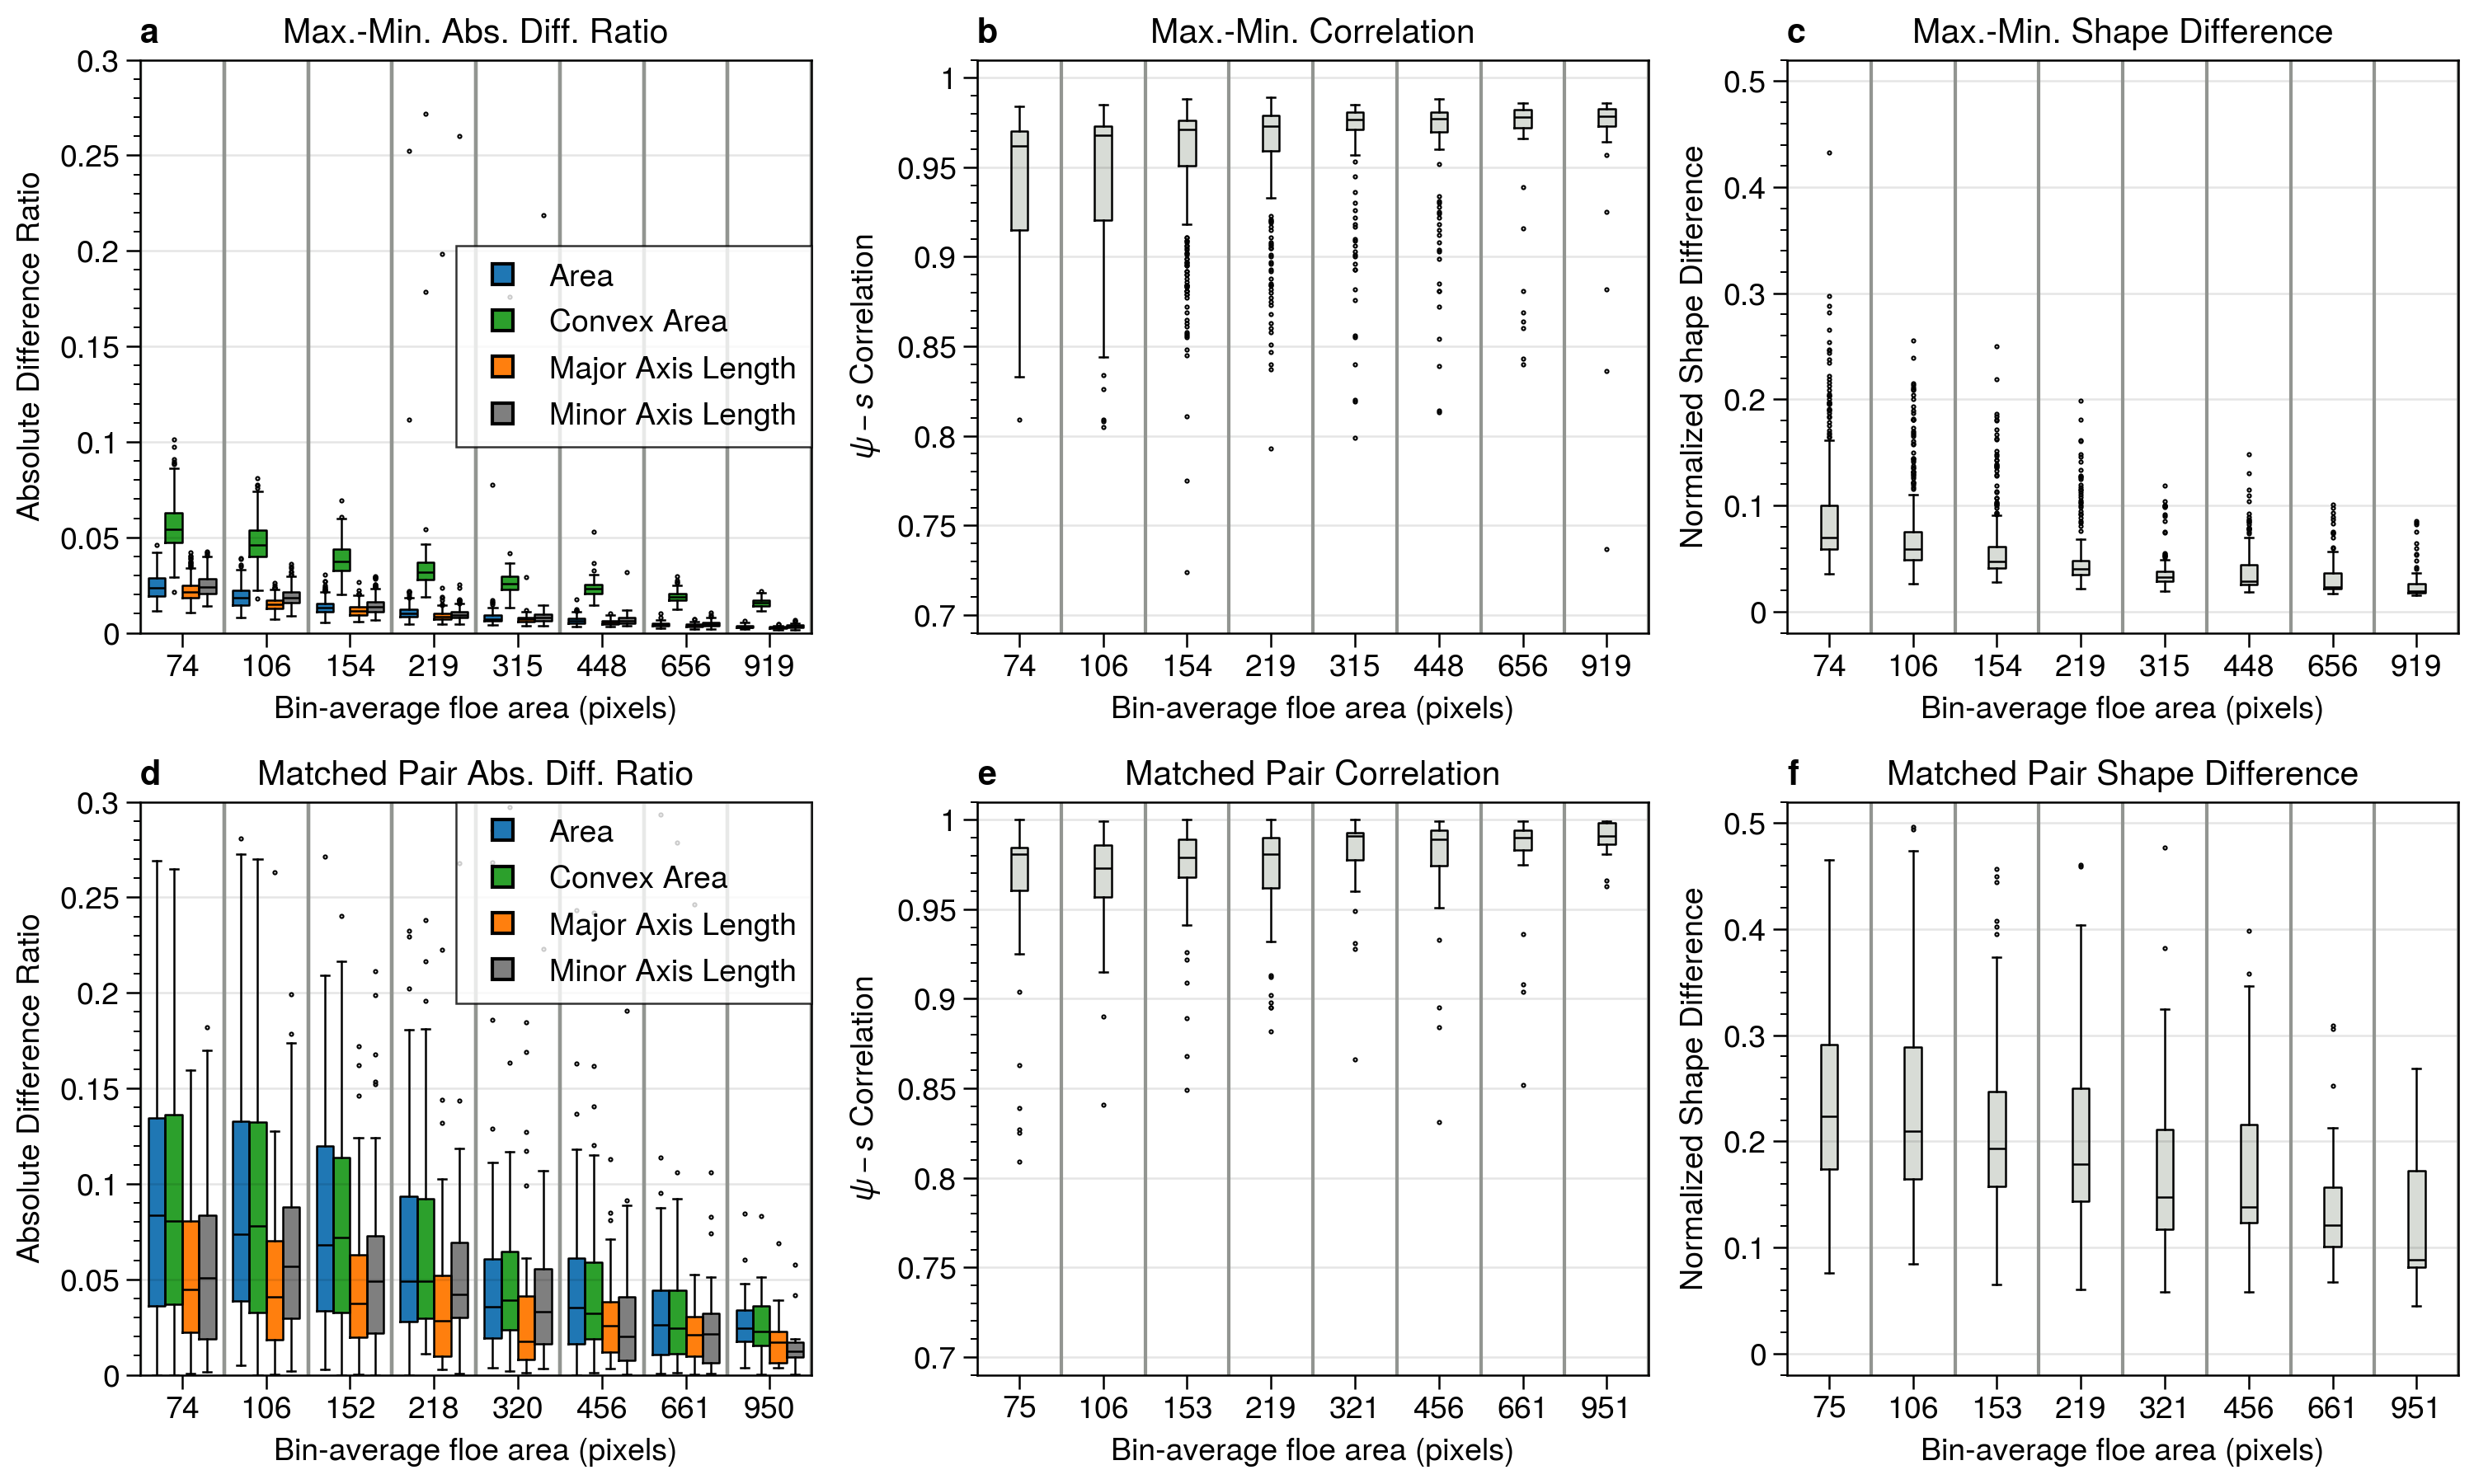 a Max.-Min. Abs. Diff. Ratio
Absolute Difference Ratio
0.3
0.25
0.2
0.15
0.1
0.05
0
Area
Convex Area
Major Axis Length
Minor Axis Length
74 106 154 219 315 448 656 919
Bin-average floe area (pixels)
b Max.-Min. Correlation
ψ – s Correlation
1
0.95
0.9
0.85
0.8
0.75
0.7
74 106 154 219 315 448 656 919
Bin-average floe area (pixels)
c Max.-Min. Shape Difference
Normalized Shape Difference
0.5
0.4
0.3
0.2
0.1
0
74 106 154 219 315 448 656 919
Bin-average floe area (pixels)
d Matched Pair Abs. Diff. Ratio
Absolute Difference Ratio
0.3
0.25
0.2
0.15
0.1
0.05
0
Area
Convex Area
Major Axis Length
Minor Axis Length
74 106 152 218 320 456 661 950
Bin-average floe area (pixels)
e Matched Pair Correlation
ψ – s Correlation
1
0.95
0.9
0.85
0.8
0.75
0.7
75 106 153 219 321 456 661 951
Bin-average floe area (pixels)
f Matched Pair Shape Difference
Normalized Shape Difference
0.5
0.4
0.3
0.2
0.1
0
75 106 153 219 321 456 661 951
Bin-average floe area (pixels)